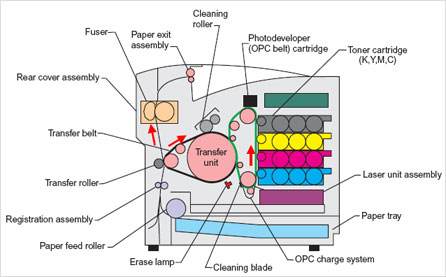 Cleaning
roller
Fuser
Paper exit
assembly
Photodeveloper
(OPC belt) cartridge
Toner cartridge
(K,Y,M,C)
Rear cover assembly
Transfer belt
Transfer
unit
Transfer roller
Laser unit assembly
Registration assembly
Paper tray
Paper feed roller
OPC charge system
Erase lamp
Cleaning blade